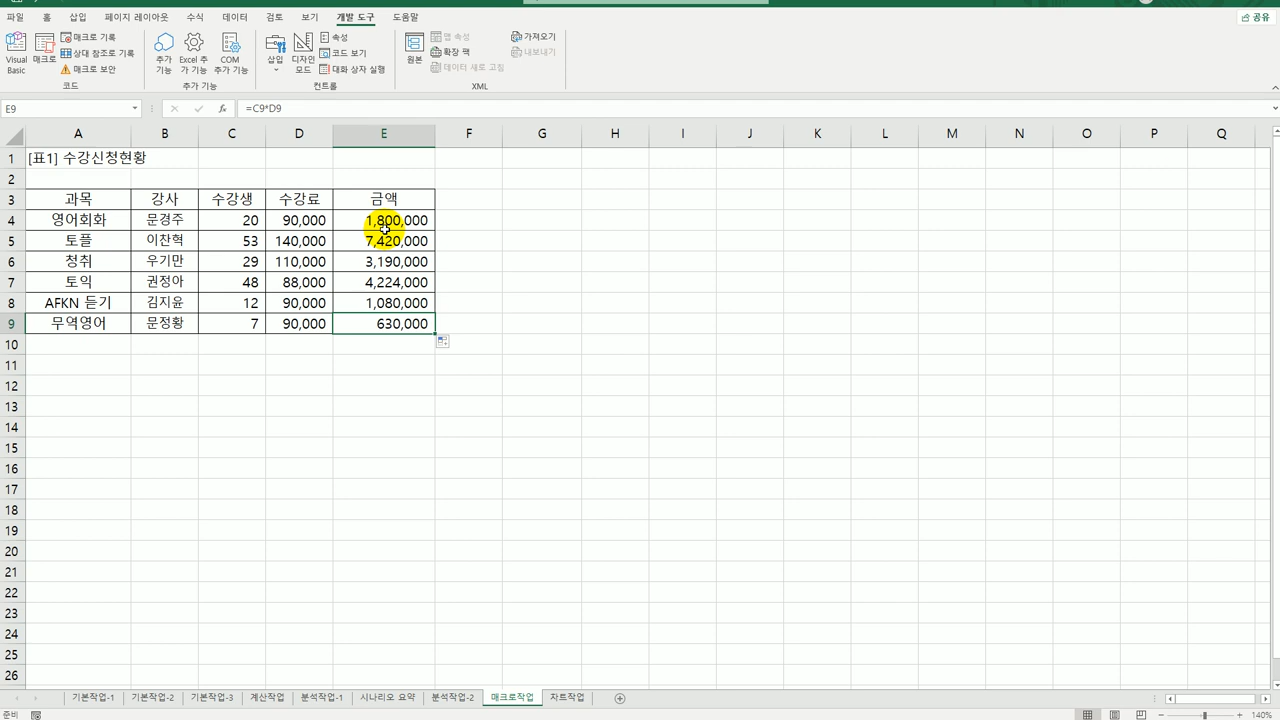 파일 홈 삽입 페이지 레이아웃 수식 데이터 검토 보기 개발 도구 도움말 공유
Visual Basic
매크로
매크로 기록
상대 참조로 기록
매크로 보안
코드
추가 기능
Excel 추가 기능
COM 추가 기능
추가 기능
삽입
디자인 모드
속성
코드 보기
대화 상자 실행
컨트롤
원본
맵 속성
확장 팩
데이터 새로 고침
가져오기
내보내기
XML
E9 fx =C9*D9
A B C D E F G H I J K L M N O P Q
1 [표1] 수강신청현황
2
3 과목 강사 수강생 수강료 금액
4 영어회화 문경주 20 90,000 1,800,000
5 토플 이찬혁 53 140,000 7,420,000
6 청취 우기만 29 110,000 3,190,000
7 토익 권정아 48 88,000 4,224,000
8 AFKN 듣기 김지윤 12 90,000 1,080,000
9 무역영어 문정황 7 90,000 630,000
10
11
12
13
14
15
16
17
18
19
20
21
22
23
24
25
26
기본작업-1 기본작업-2 기본작업-3 계산작업 분석작업-1 시나리오 요약 분석작업-2 매크로작업 차트작업
준비 140%